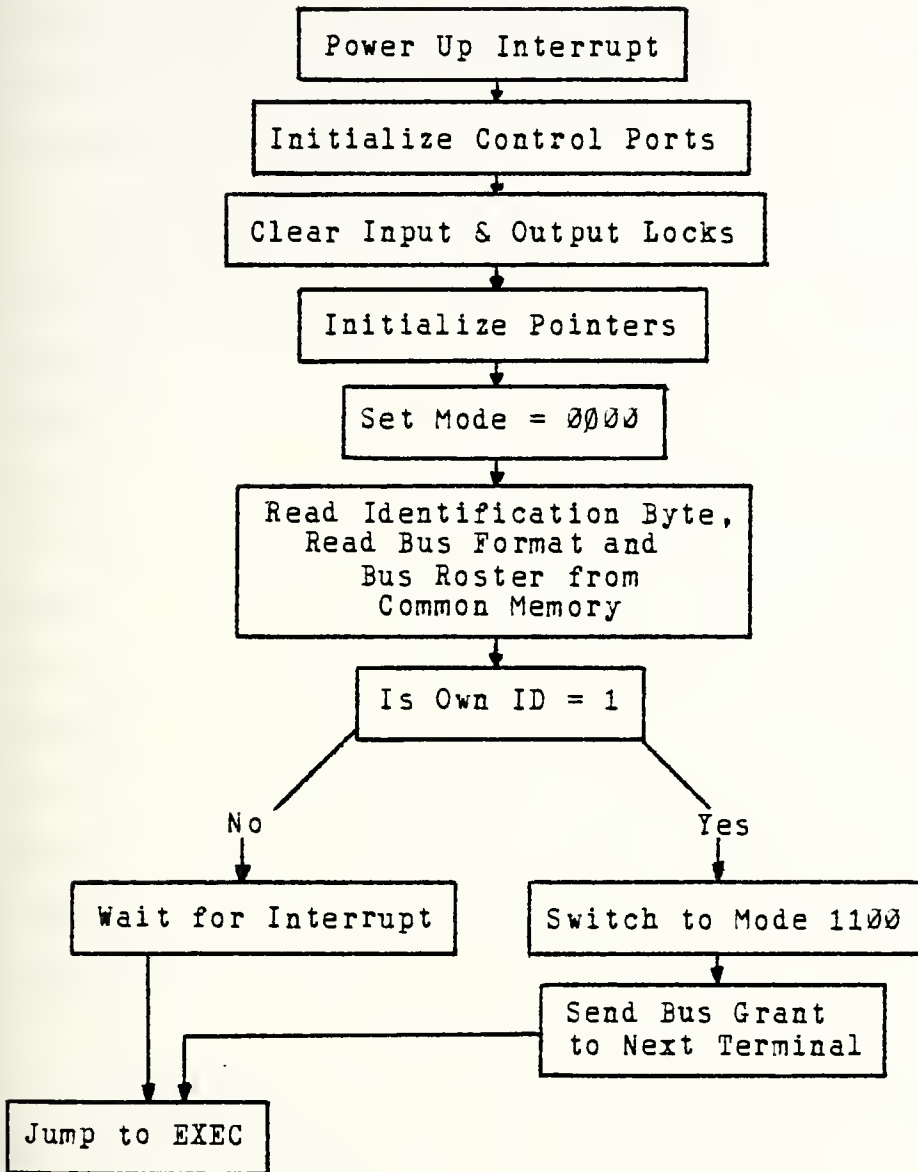 Power Up Interrupt
Initialize Control Ports
Clear Input & Output Locks
Initialize Pointers
Set Mode = 0000
Read Identification Byte,
Read Bus Format and
Bus Roster from
Common Memory
Is Own ID = 1
No
Yes
Wait for Interrupt
Switch to Mode 1100
Send Bus Grant
to Next Terminal
Jump to EXEC